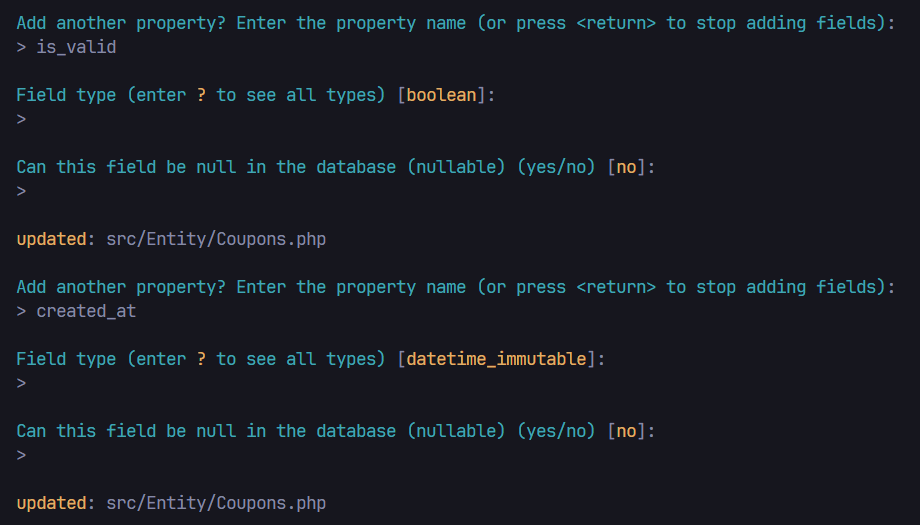 Add another property? Enter the property name (or press <return> to stop adding fields):
> is_valid
Field type (enter ? to see all types) [boolean]:
>
Can this field be null in the database (nullable) (yes/no) [no]:
>
updated: src/Entity/Coupons.php
Add another property? Enter the property name (or press <return> to stop adding fields):
> created_at
Field type (enter ? to see all types) [datetime_immutable]:
>
Can this field be null in the database (nullable) (yes/no) [no]:
>
updated: src/Entity/Coupons.php